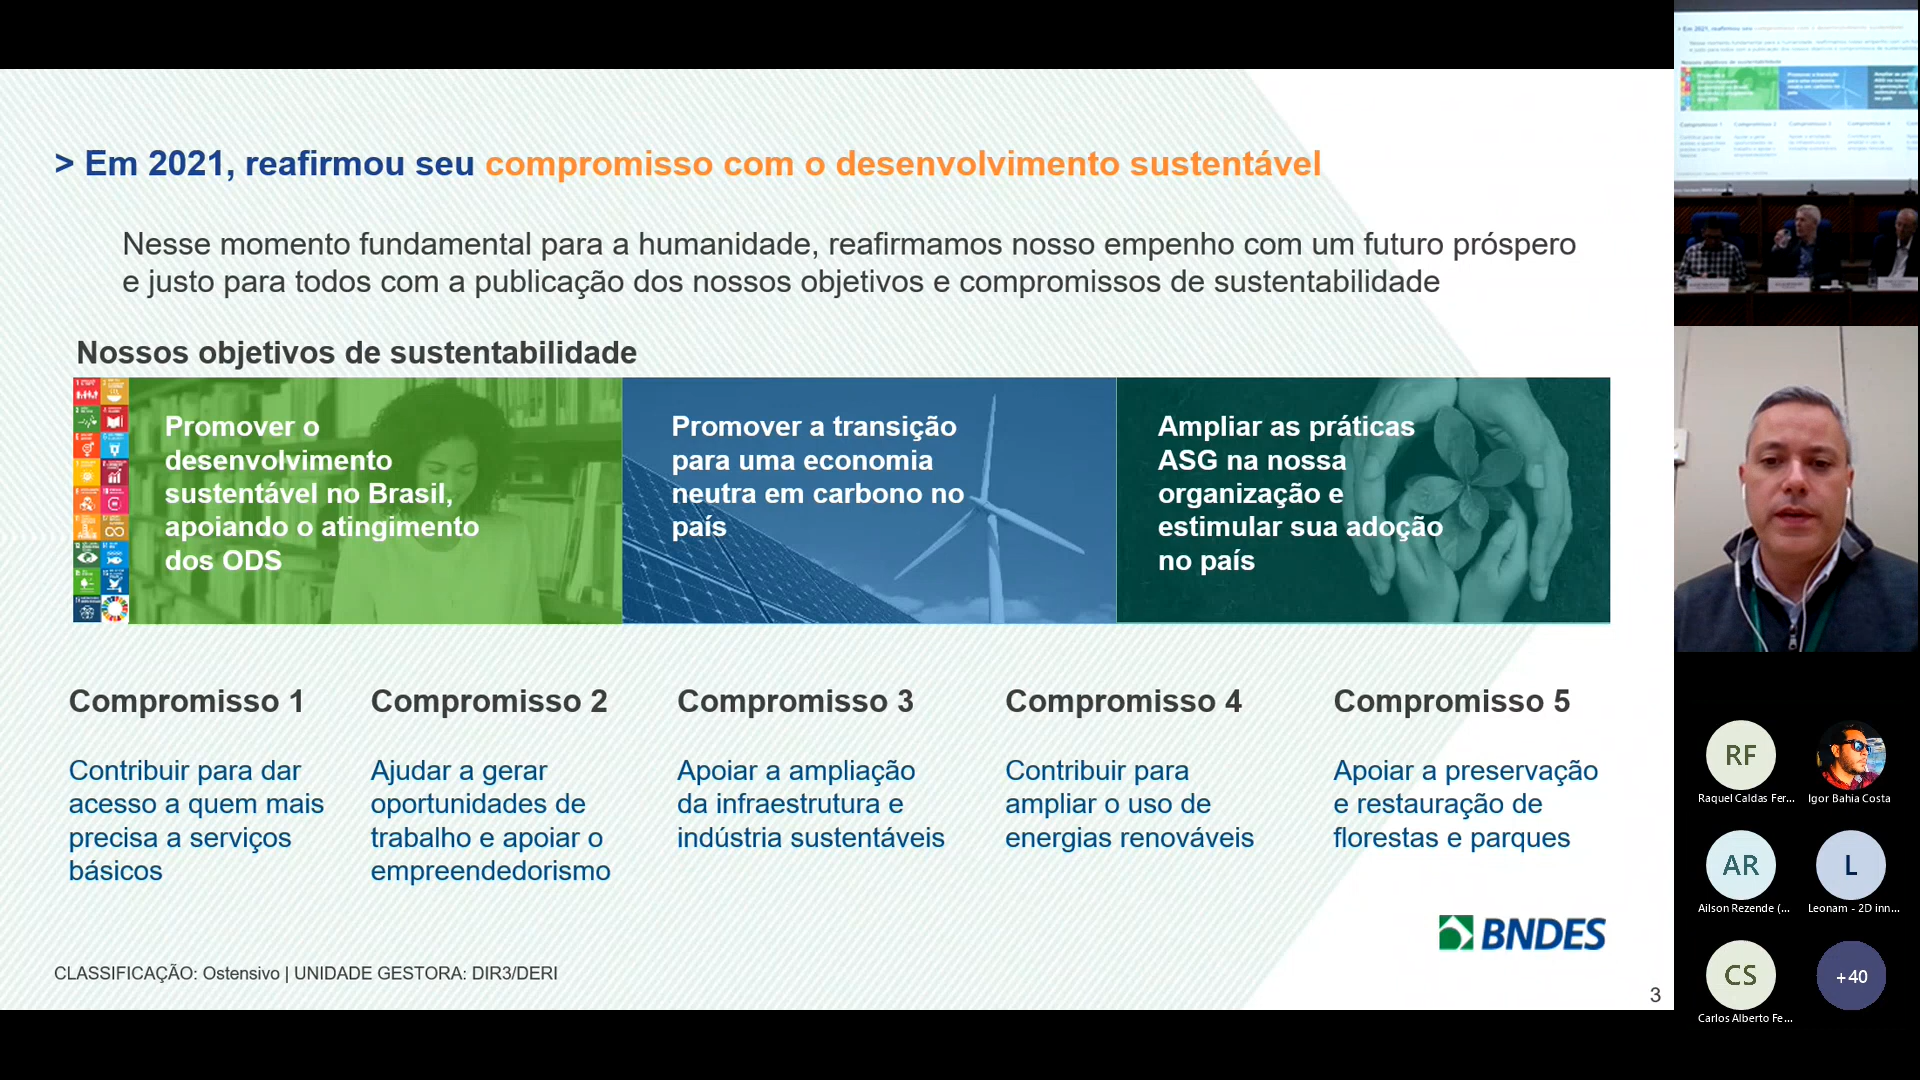 > Em 2021, reafirmou seu compromisso com o desenvolvimento sustentável
Nesse momento fundamental para a humanidade, reafirmamos nosso empenho com um futuro próspero
e justo para todos com a publicação dos nossos objetivos e compromissos de sustentabilidade
Nossos objetivos de sustentabilidade
Promover o
desenvolvimento
sustentável no Brasil,
apoiando o atingimento
dos ODS
Promover a transição
para uma economia
neutra em carbono no
país
Ampliar as práticas
ASG na nossa
organização e
estimular sua adoção
no país
Compromisso 1
Contribuir para dar
acesso a quem mais
precisa a serviços
básicos
Compromisso 2
Ajudar a gerar
oportunidades de
trabalho e apoiar o
empreendedorismo
Compromisso 3
Apoiar a ampliação
da infraestrutura e
indústria sustentáveis
Compromisso 4
Contribuir para
ampliar o uso de
energias renováveis
Compromisso 5
Apoiar a preservação
e restauração de
florestas e parques
BNDES
CLASSIFICAÇÃO: Ostensivo | UNIDADE GESTORA: DIR3/DERI
3
RF
Raquel Caldas Fer...
Igor Bahia Costa
AR
Ailson Rezende (...
L
Leonam - 2D inn...
CS
Carlos Alberto Fe...
+40